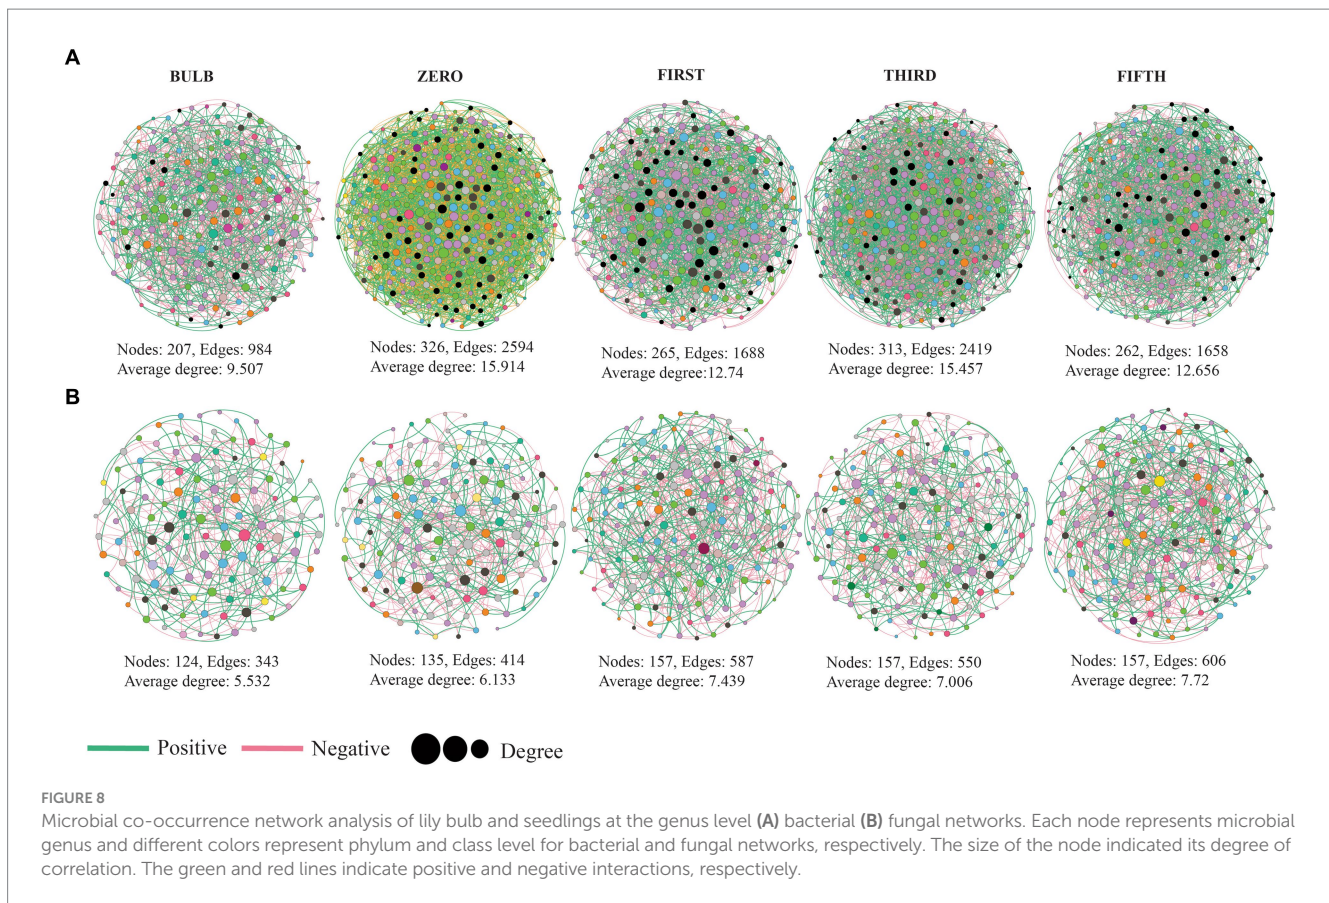 A
BULB
ZERO
FIRST
THIRD
FIFTH
Nodes: 207, Edges: 984
Average degree: 9.507
Nodes: 326, Edges: 2594
Average degree: 15.914
Nodes: 265, Edges: 1688
Average degree:12.74
Nodes: 313, Edges: 2419
Average degree: 15.457
Nodes: 262, Edges: 1658
Average degree: 12.656
B
Nodes: 124, Edges: 343
Average degree: 5.532
Nodes: 135, Edges: 414
Average degree: 6.133
Nodes: 157, Edges: 587
Average degree: 7.439
Nodes: 157, Edges: 550
Average degree: 7.006
Nodes: 157, Edges: 606
Average degree: 7.72
Positive
Negative
Degree
FIGURE 8
Microbial co-occurrence network analysis of lily bulb and seedlings at the genus level (A) bacterial (B) fungal networks. Each node represents microbial
genus and different colors represent phylum and class level for bacterial and fungal networks, respectively. The size of the node indicated its degree of
correlation. The green and red lines indicate positive and negative interactions, respectively.